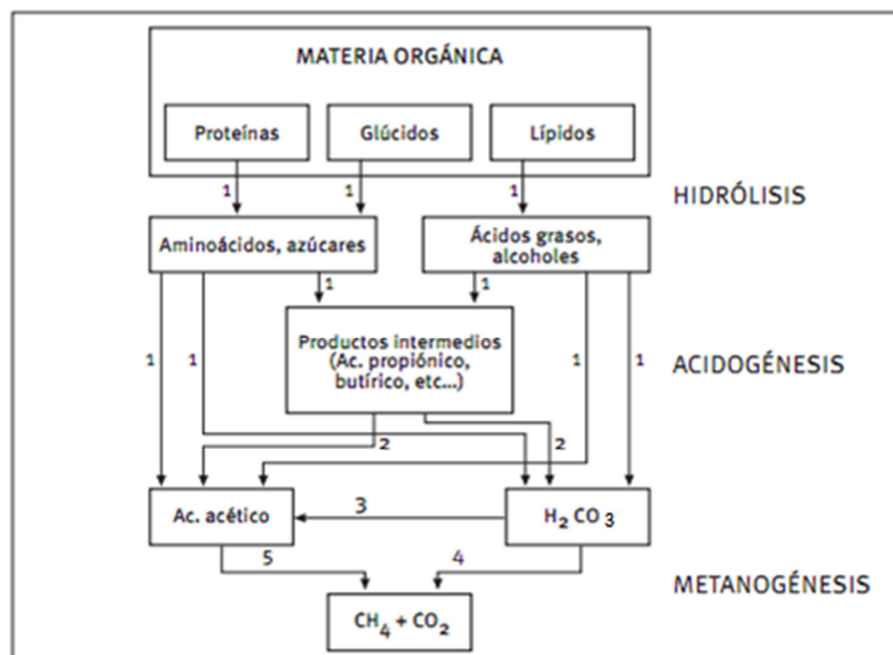 MATERIA ORGÁNICA
Proteínas
Glúcidos
Lípidos
1
1
1
HIDRÓLISIS
Aminoácidos, azúcares
Ácidos grasos,
alcoholes
1
1
Productos intermedios
(Ac. propiónico,
butírico, etc...)
1
1
1
1
ACIDOGÉNESIS
2
2
Ac. acético
3
H₂ CO ₃
5
4
METANOGÉNESIS
CH₄ + CO₂